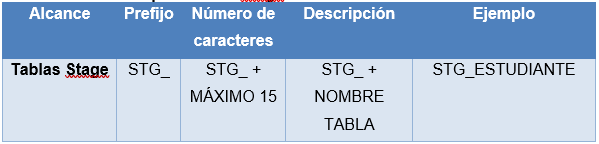 Alcance Prefijo Número de caracteres Descripción Ejemplo
Tablas Stage STG_ STG_ + MÁXIMO 15 STG_ + NOMBRE TABLA STG_ESTUDIANTE